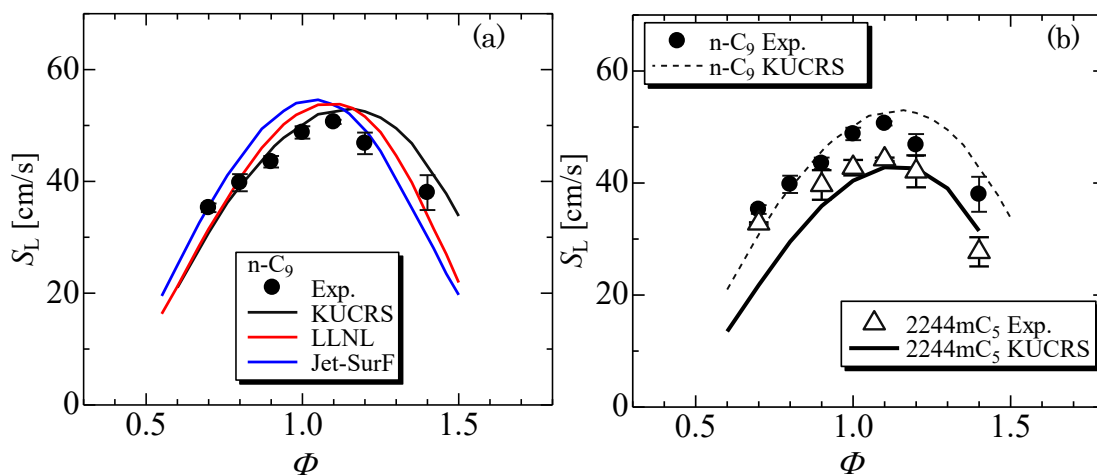 (a)
60
40
20
0
S_L [cm/s]
n-C₉
Exp.
KUCRS
LLNL
Jet-SurF
0.5 1.0 1.5
Φ
n-C₉ Exp.
n-C₉ KUCRS
(b)
60
40
20
0
S_L [cm/s]
2244mC₅ Exp.
2244mC₅ KUCRS
0.5 1.0 1.5
Φ